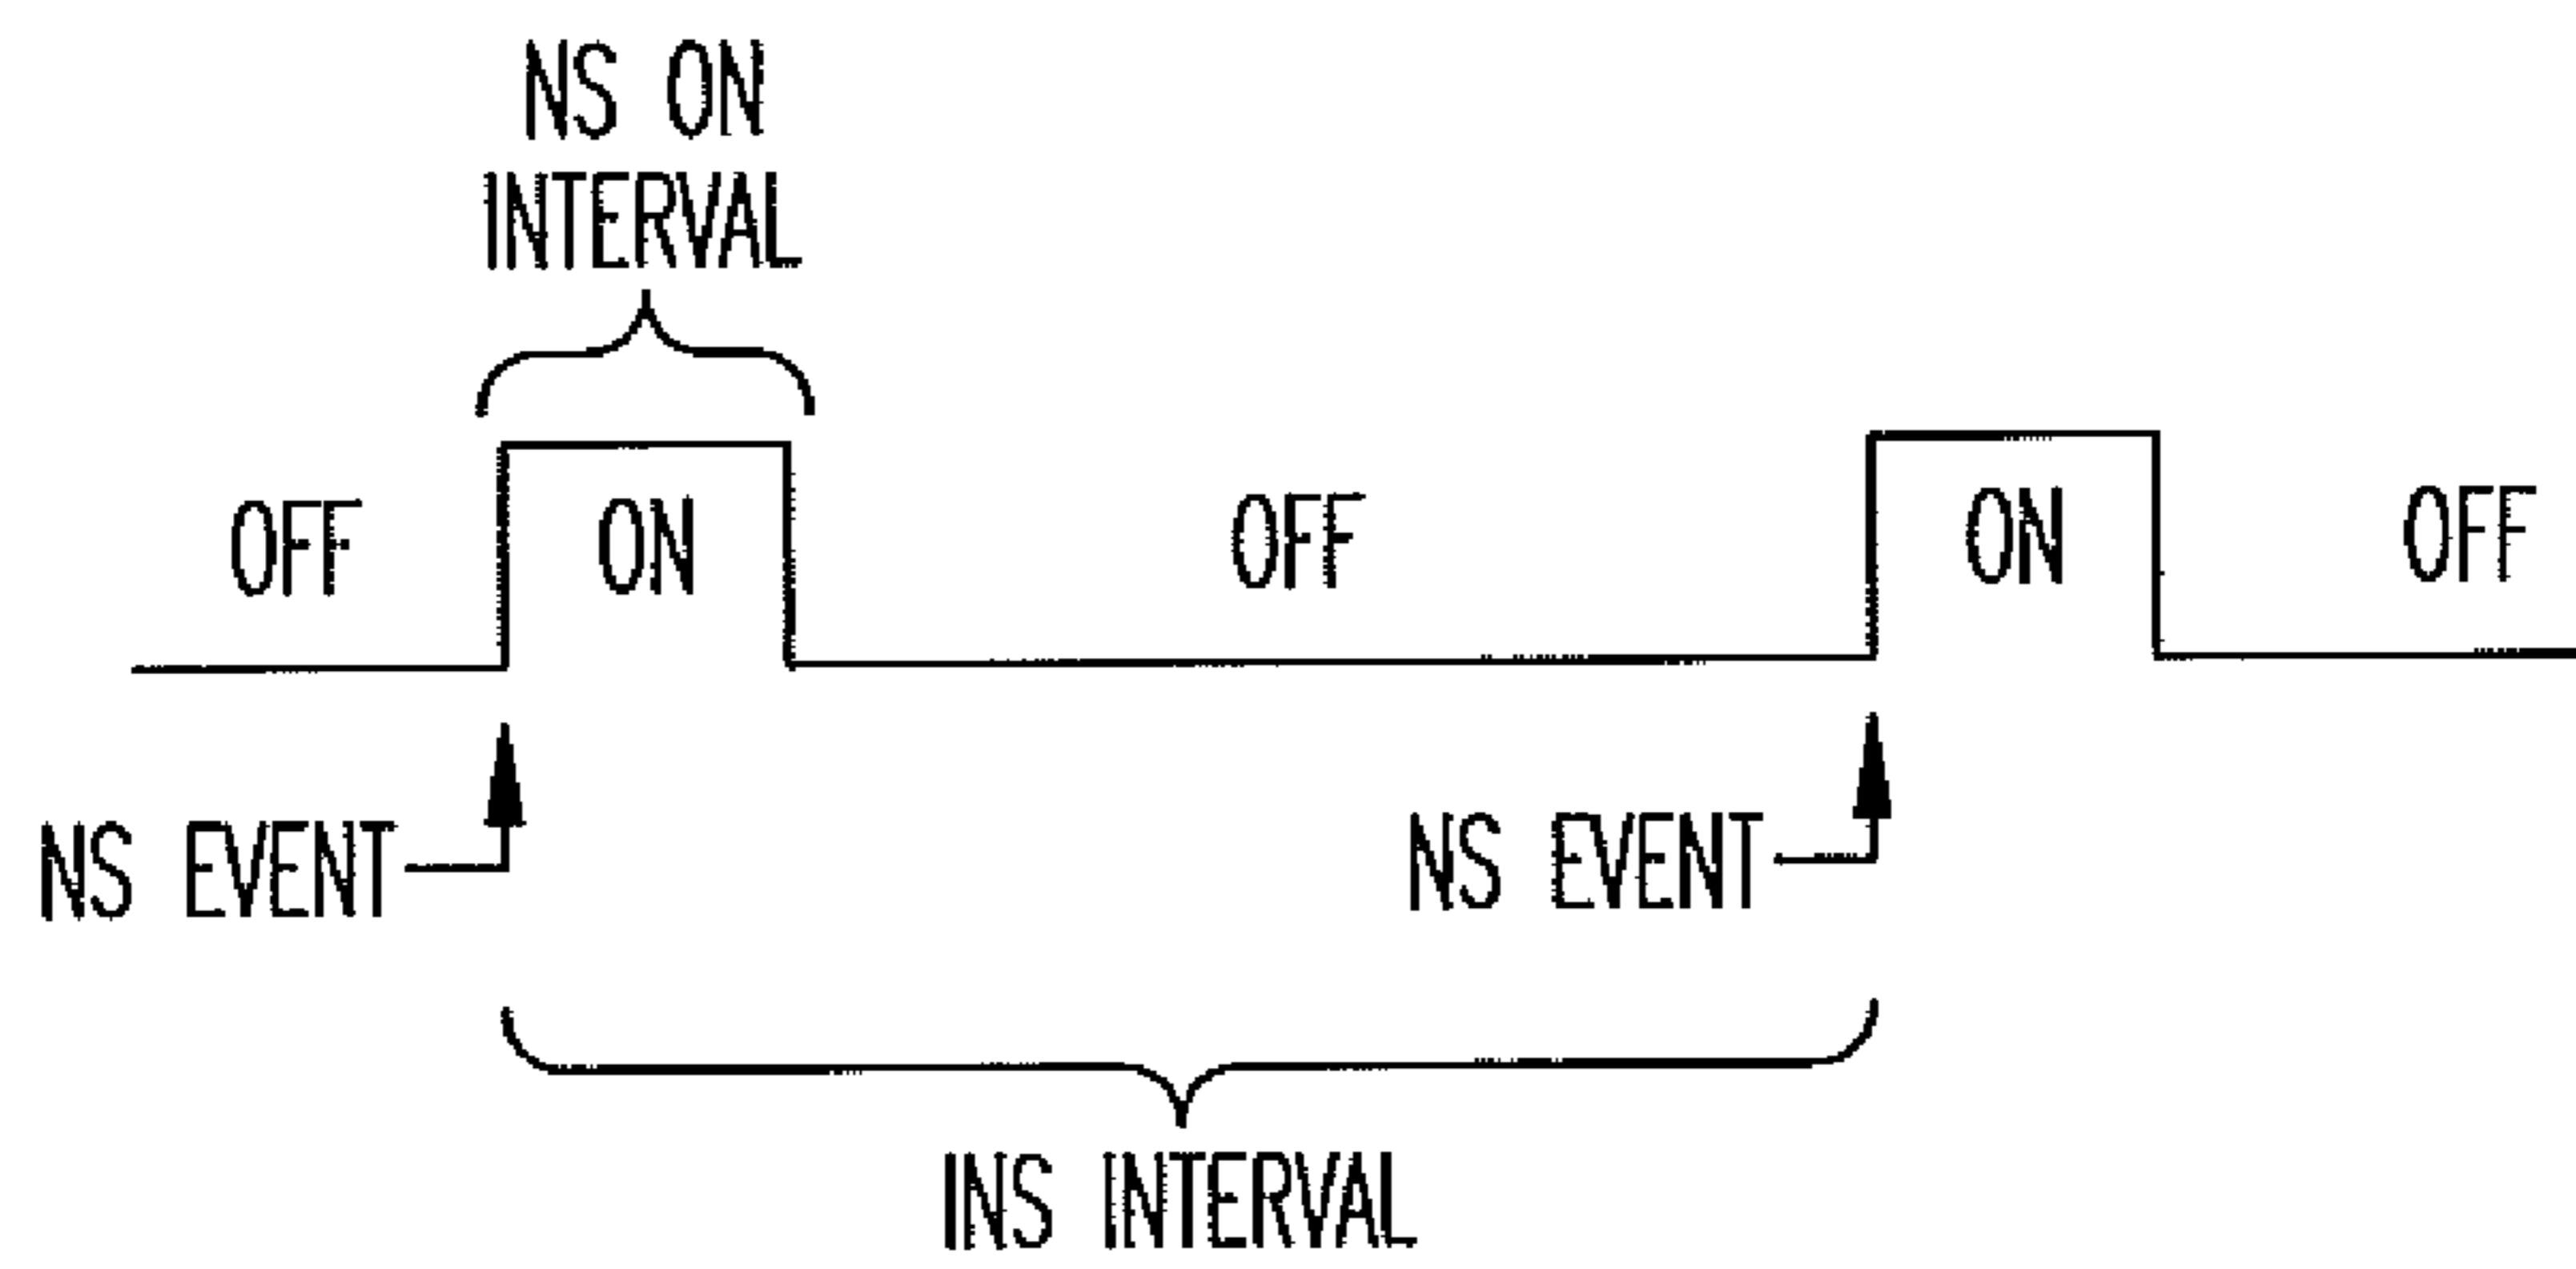 NS ON
INTERVAL
OFF
ON
OFF
ON
OFF
NS EVENT
NS EVENT
INS INTERVAL